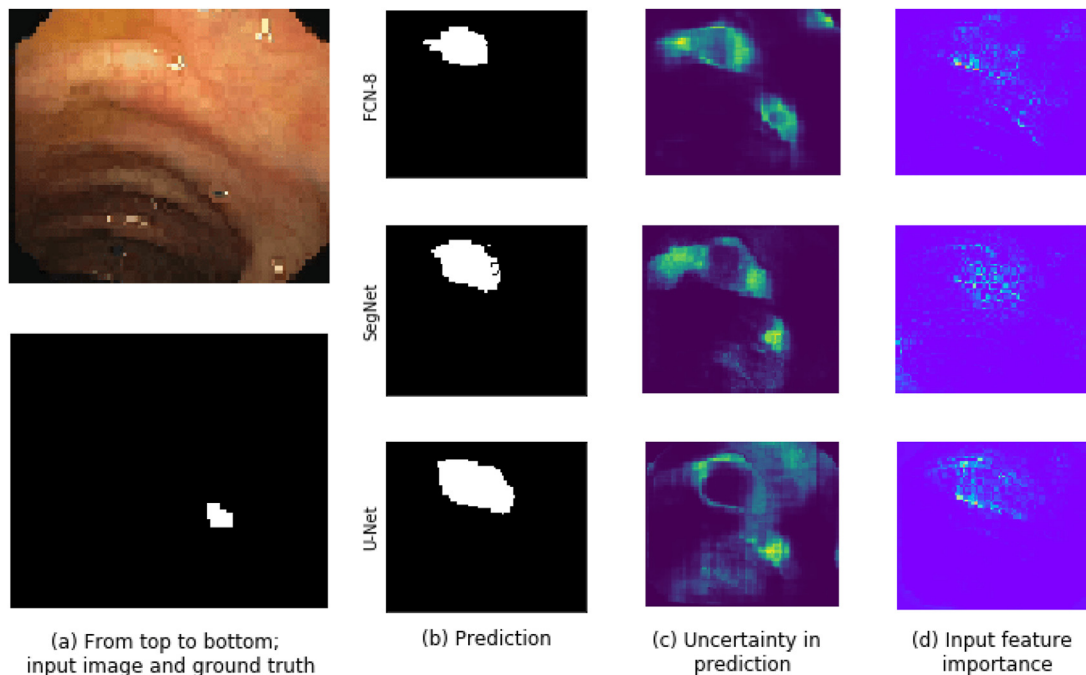 FCN-8
SegNet
U-Net
(a) From top to bottom;
input image and ground truth
(b) Prediction
(c) Uncertainty in
prediction
(d) Input feature
importance